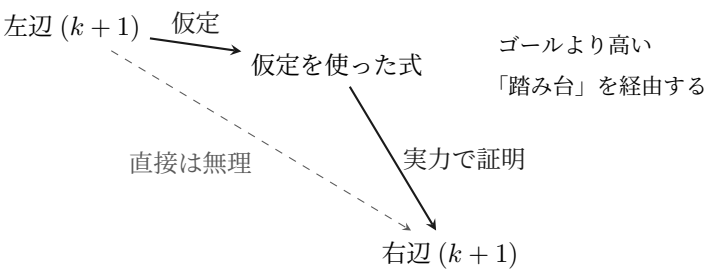 左辺 (k + 1)
仮定
仮定を使った式
ゴールより高い
「踏み台」を経由する
直接は無理
実力で証明
右辺 (k + 1)